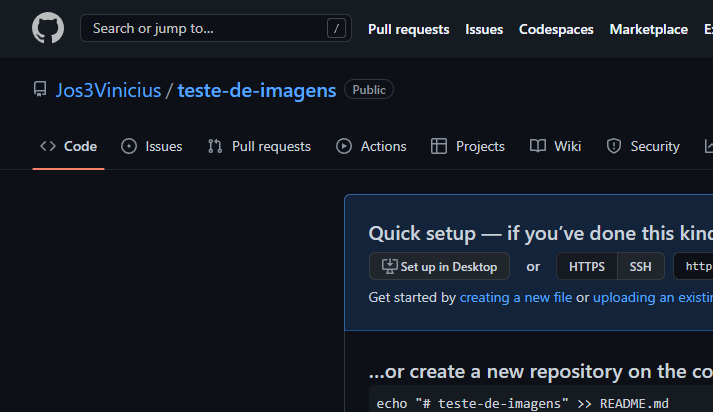 Search or jump to... / Pull requests Issues Codespaces Marketplace
Jos3Vinicius / teste-de-imagens Public
Code Issues Pull requests Actions Projects Wiki Security
Quick setup — if you’ve done this kind
Set up in Desktop or HTTPS SSH http
Get started by creating a new file or uploading an existin
...or create a new repository on the co
echo "# teste-de-imagens" >> README.md